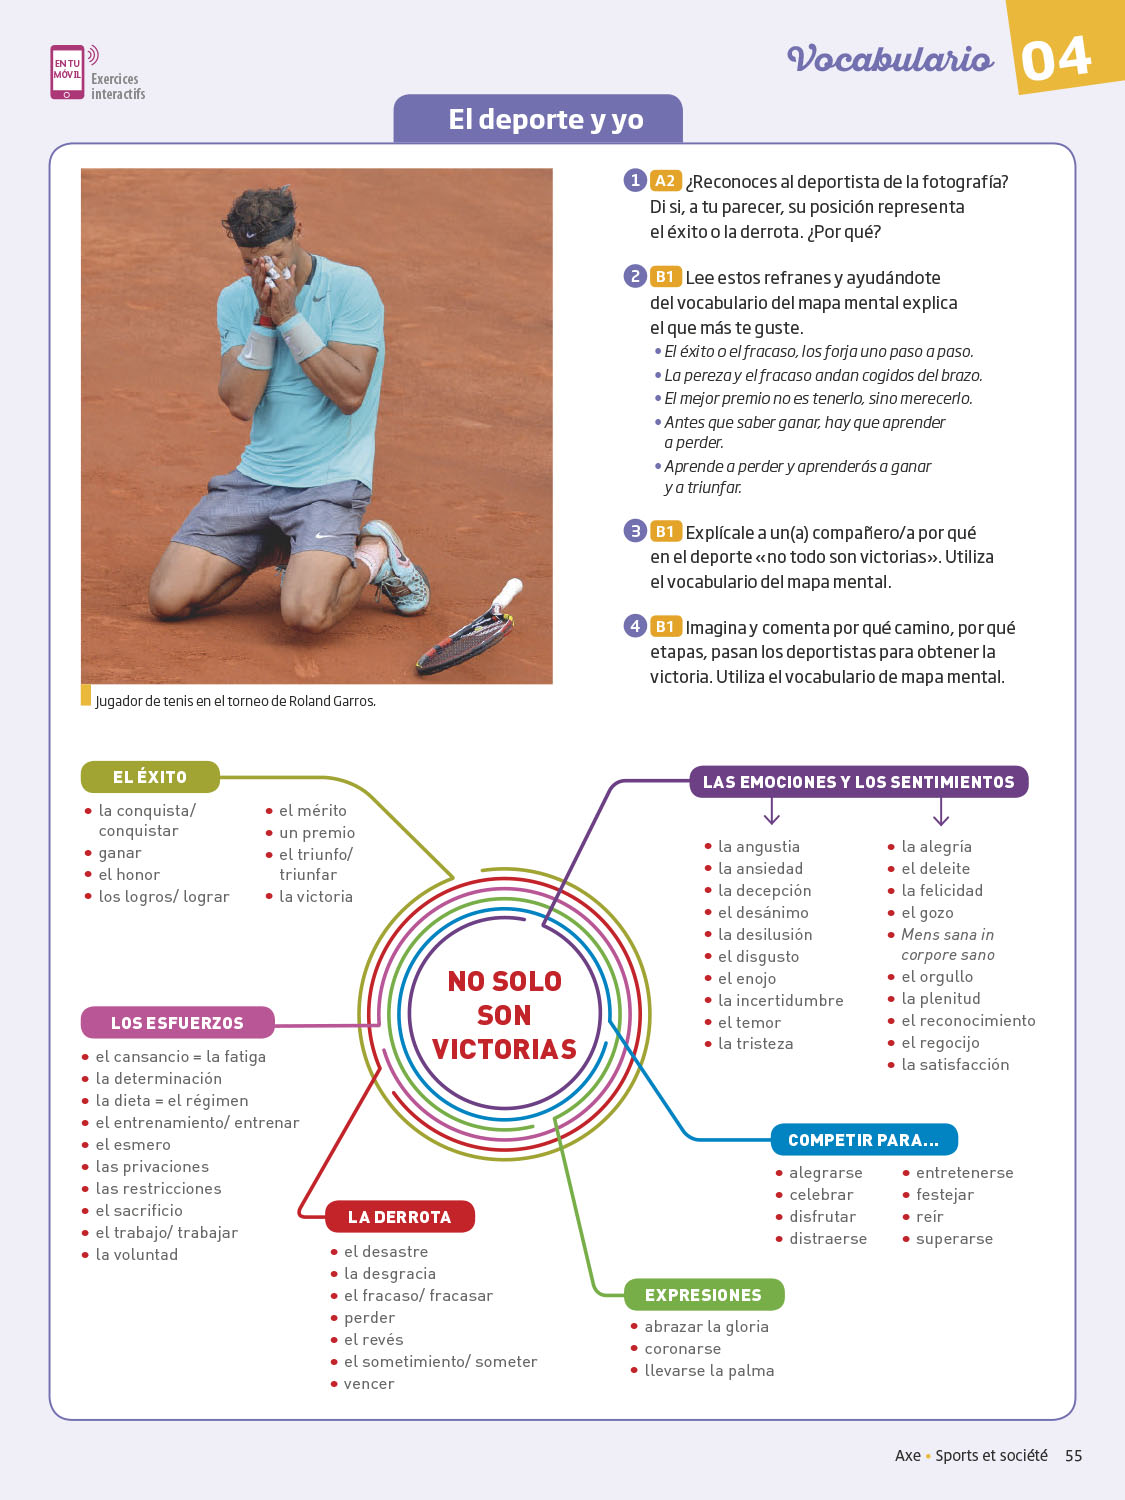 EN TU
MÓVIL
Exercices
interactifs
Vocabulario
04
El deporte y yo
1 A2 ¿Reconoces al deportista de la fotografía?
Di si, a tu parecer, su posición representa
el éxito o la derrota. ¿Por qué?
2 B1 Lee estos refranes y ayudándote
del vocabulario del mapa mental explica
el que más te guste.
• El éxito o el fracaso, los forja uno paso a paso.
• La pereza y el fracaso andan cogidos del brazo.
• El mejor premio no es tenerlo, sino merecerlo.
• Antes que saber ganar, hay que aprender
a perder.
• Aprende a perder y aprenderás a ganar
y a triunfar.
3 B1 Explícale a un(a) compañero/a por qué
en el deporte «no todo son victorias». Utiliza
el vocabulario del mapa mental.
4 B1 Imagina y comenta por qué camino, por qué
etapas, pasan los deportistas para obtener la
victoria. Utiliza el vocabulario de mapa mental.
Jugador de tenis en el torneo de Roland Garros.
EL ÉXITO
• la conquista/
conquistar
• ganar
• el honor
• los logros/ lograr
• el mérito
• un premio
• el triunfo/
triunfar
• la victoria
LAS EMOCIONES Y LOS SENTIMIENTOS
• la angustia
• la ansiedad
• la decepción
• el desánimo
• la desilusión
• el disgusto
• el enojo
• la incertidumbre
• el temor
• la tristeza
• la alegría
• el deleite
• la felicidad
• el gozo
• Mens sana in
corpore sano
• el orgullo
• la plenitud
• el reconocimiento
• el regocijo
• la satisfacción
NO SOLO
SON
VICTORIAS
LOS ESFUERZOS
• el cansancio = la fatiga
• la determinación
• la dieta = el régimen
• el entrenamiento/ entrenar
• el esmero
• las privaciones
• las restricciones
• el sacrificio
• el trabajo/ trabajar
• la voluntad
COMPETIR PARA...
• alegrarse
• celebrar
• disfrutar
• distraerse
• entretenerse
• festejar
• reír
• superarse
LA DERROTA
• el desastre
• la desgracia
• el fracaso/ fracasar
• perder
• el revés
• el sometimiento/ someter
• vencer
EXPRESIONES
• abrazar la gloria
• coronarse
• llevarse la palma
Axe • Sports et société 55